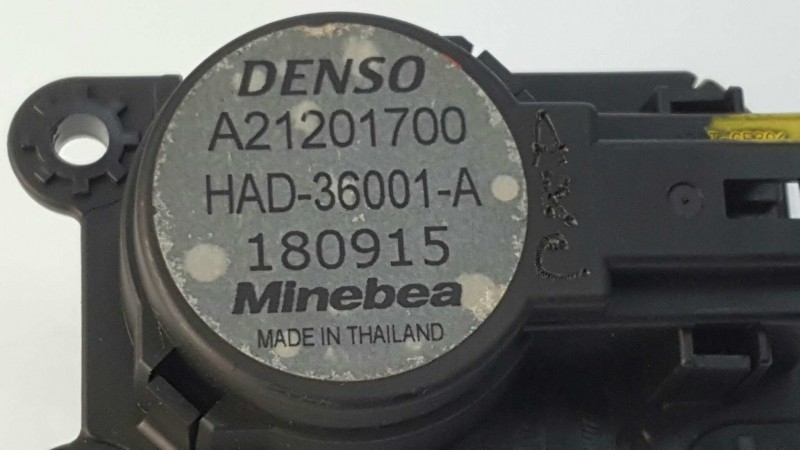 DENSO
A21201700
HAD-36001-A
180915
Minebea
MADE IN THAILAND